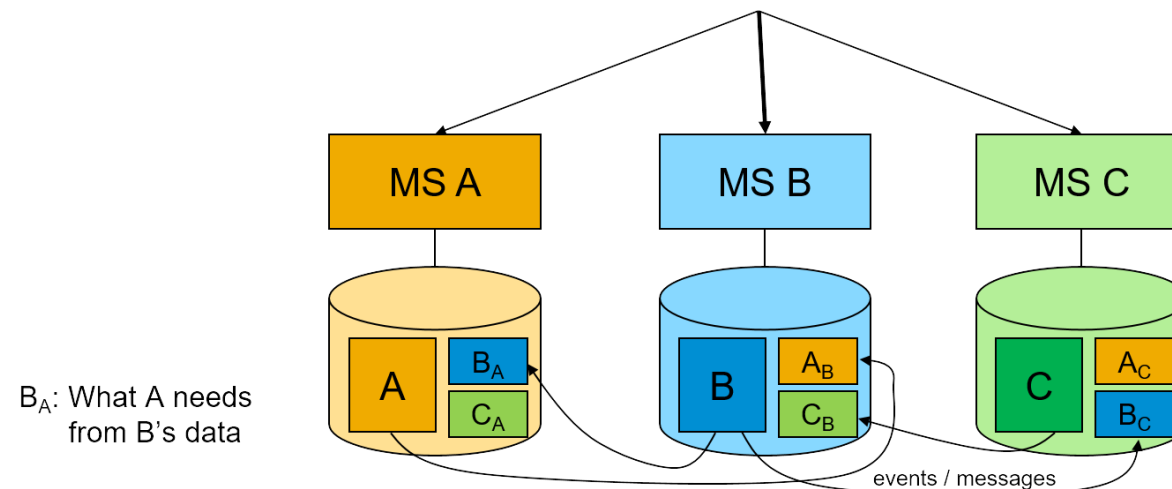 MS A
MS B
MS C
A
B_A
C_A
B
A_B
C_B
C
A_C
B_C
B_A: What A needs
from B's data
events / messages